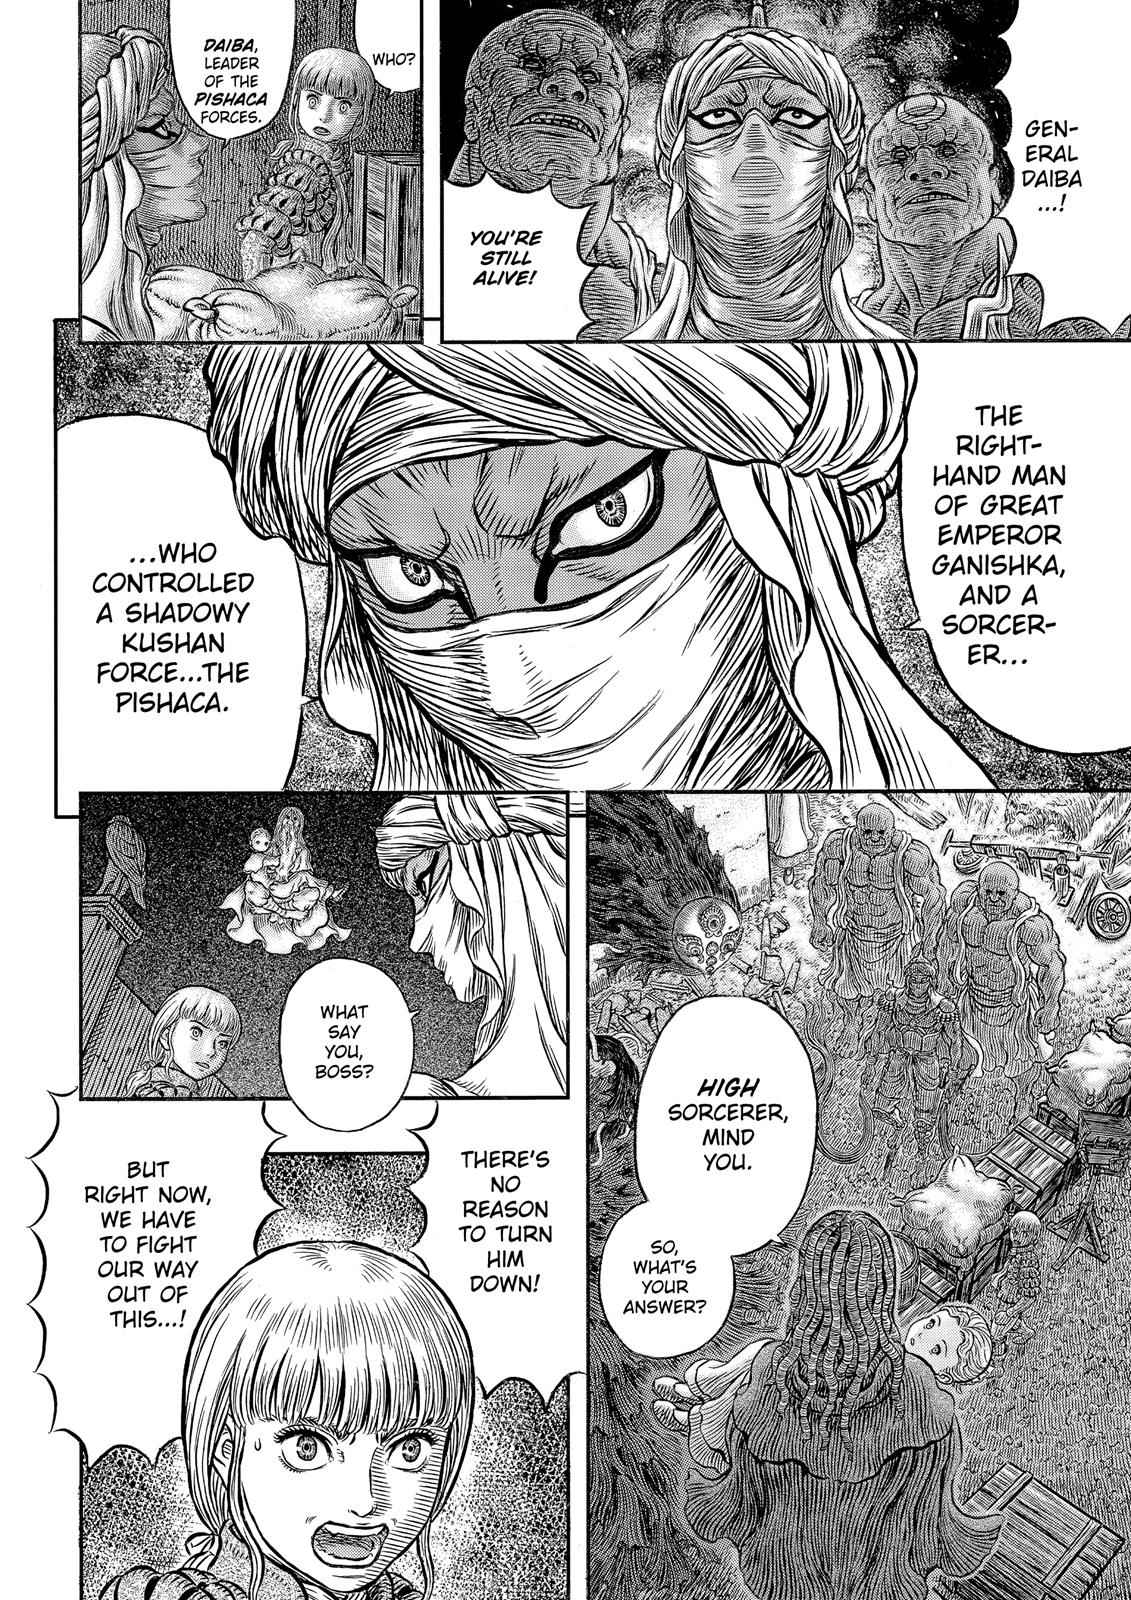 GEN-
ERAL
DAIBA
...!
YOU'RE
STILL
ALIVE!
WHO?
DAIBA,
LEADER
OF THE
PISHACA
FORCES.
THE
RIGHT-
HAND MAN
OF GREAT
EMPEROR
GANISHKA,
AND A
SORCER-
ER...
...WHO
CONTROLLED
A SHADOWY
KUSHAN
FORCE...THE
PISHACA.
HIGH
SORCERER,
MIND
YOU.
SO,
WHAT'S
YOUR
ANSWER?
WHAT
SAY
YOU,
BOSS?
THERE'S
NO
REASON
TO TURN
HIM
DOWN!
BUT
RIGHT NOW,
WE HAVE
TO FIGHT
OUR WAY
OUT OF
THIS...!